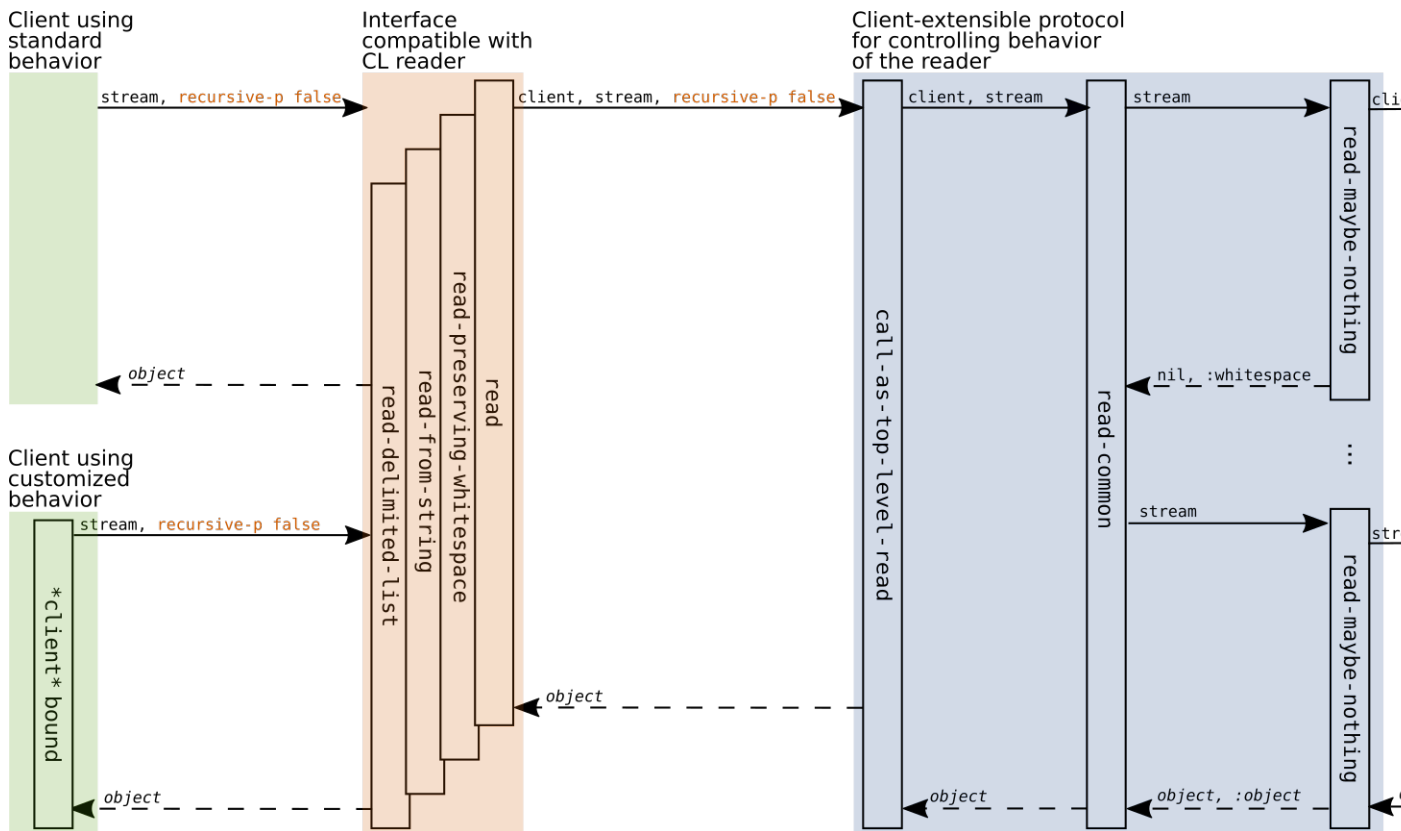 Client using
standard
behavior
Interface
compatible with
CL reader
Client-extensible protocol
for controlling behavior
of the reader
stream, recursive-p false
client, stream, recursive-p false
client, stream
stream
read-maybe-nothing
read-preserving-whitespace
call-as-top-level-read
object
read-from-string
read
read-delimited-list
nil, :whitespace
read-common
...
Client using
customized
behavior
stream, recursive-p false
stream
*client* bound
read-maybe-nothing
object
object
object
object, :object